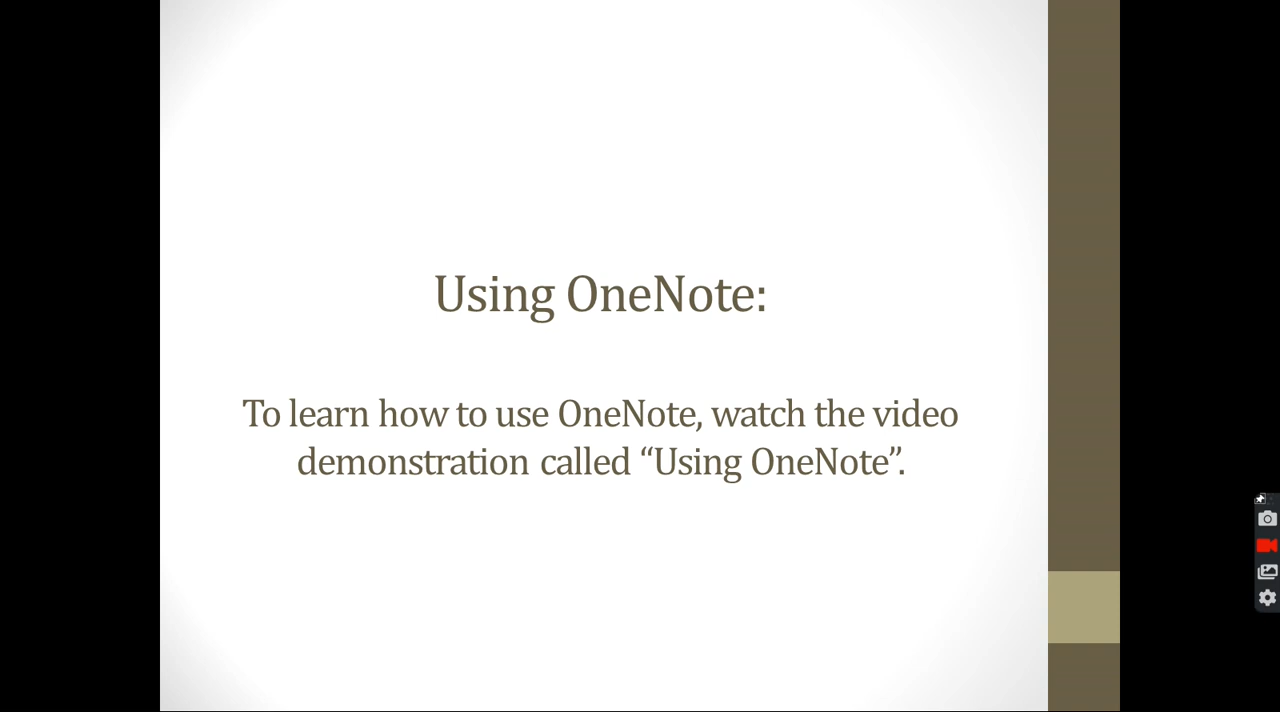 Using OneNote:
To learn how to use OneNote, watch the video
demonstration called “Using OneNote”.